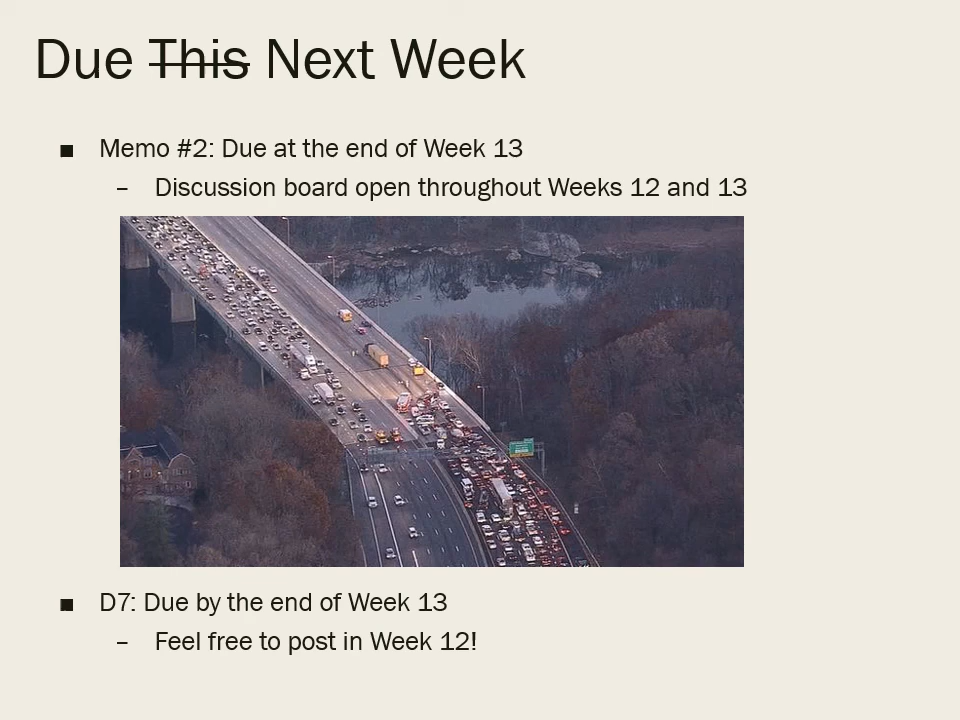 Due This Next Week
■ Memo #2: Due at the end of Week 13
– Discussion board open throughout Weeks 12 and 13
■ D7: Due by the end of Week 13
– Feel free to post in Week 12!